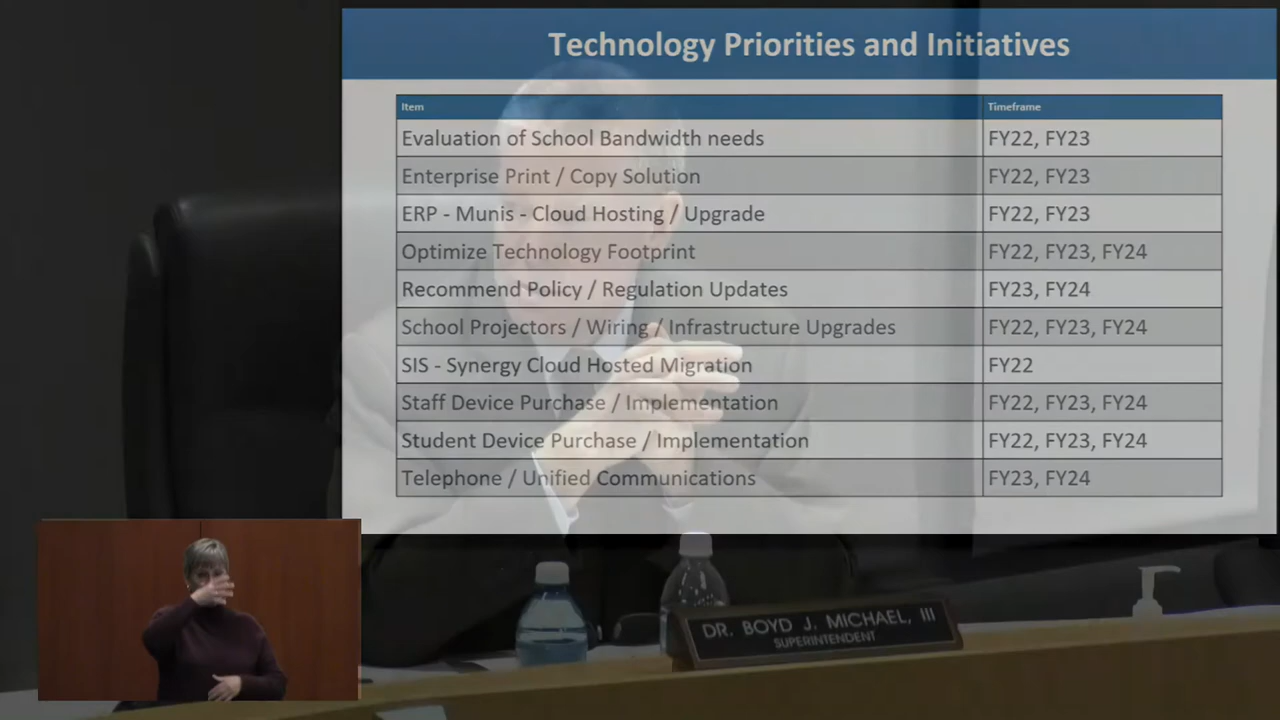 Technology Priorities and Initiatives
Item Timeframe
Evaluation of School Bandwidth needs FY22, FY23
Enterprise Print / Copy Solution FY22, FY23
ERP - Munis - Cloud Hosting / Upgrade FY22, FY23
Optimize Technology Footprint FY22, FY23, FY24
Recommend Policy / Regulation Updates FY23, FY24
School Projectors / Wiring / Infrastructure Upgrades FY22, FY23, FY24
SIS - Synergy Cloud Hosted Migration FY22
Staff Device Purchase / Implementation FY22, FY23, FY24
Student Device Purchase / Implementation FY22, FY23, FY24
Telephone / Unified Communications FY23, FY24
DR. BOYD J. MICHAEL, III
SUPERINTENDENT